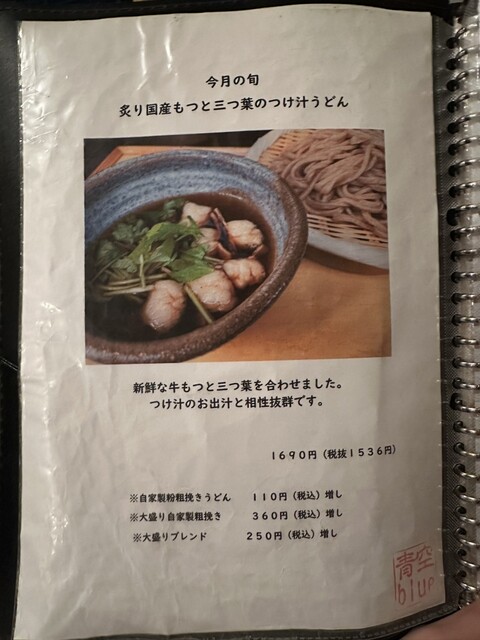 今月の旬
炙り国産もつと三つ葉のつけ汁うどん
新鮮な牛もつと三つ葉を合わせました。
つけ汁のお出汁と相性抜群です。
1690円（税抜1536円）
※自家製粉粗挽きうどん　110円（税込）増し
※大盛り自家製粗挽き　360円（税込）増し
※大盛りブレンド　250円（税込）増し
青空
blue